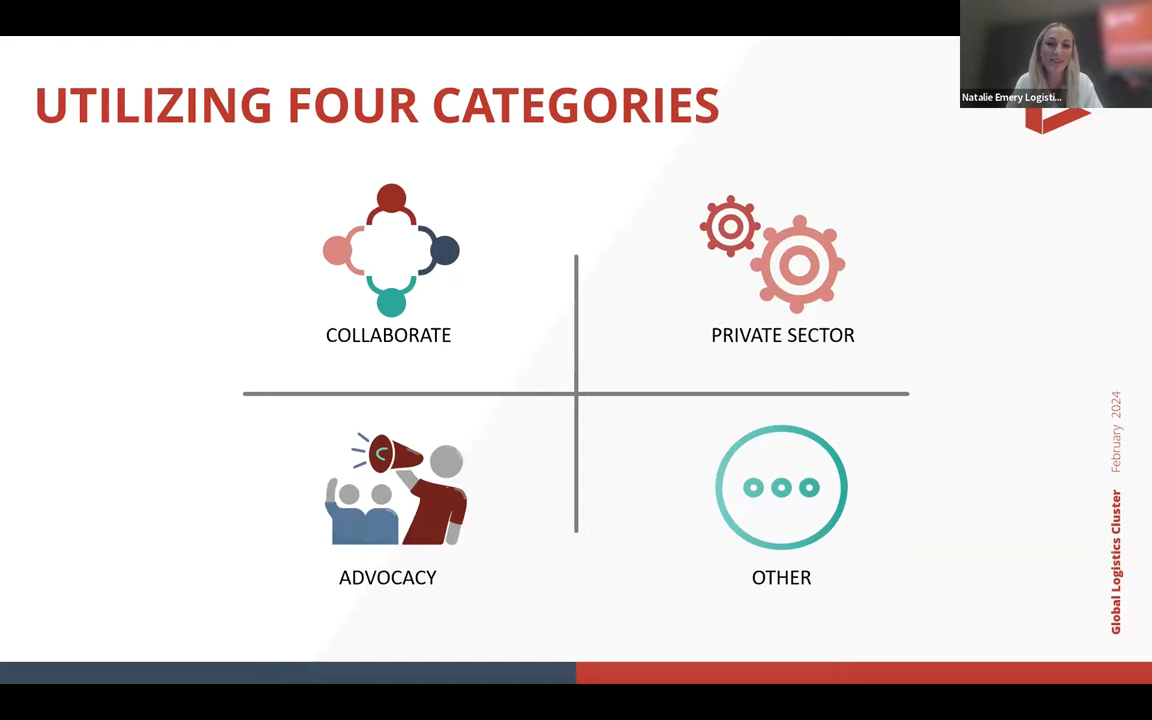 UTILIZING FOUR CATEGORIES
Natalie Emery Logisti...
COLLABORATE
PRIVATE SECTOR
ADVOCACY
OTHER
Global Logistics Cluster February 2024